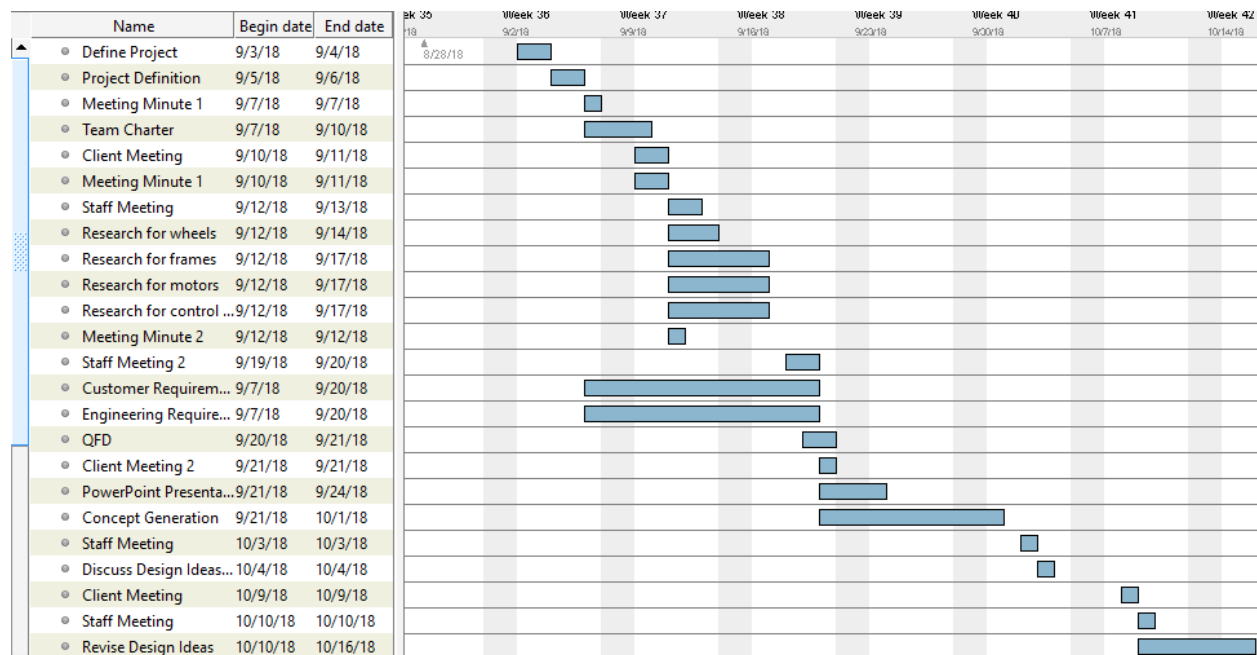 Name Begin date End date
ek 35 Week 36 Week 37 Week 38 Week 39 Week 40 Week 41 Week 42
/18 9/2/18 9/9/18 9/16/18 9/23/18 9/30/18 10/7/18 10/14/18
8/28/18
Define Project 9/3/18 9/4/18
Project Definition 9/5/18 9/6/18
Meeting Minute 1 9/7/18 9/7/18
Team Charter 9/7/18 9/10/18
Client Meeting 9/10/18 9/11/18
Meeting Minute 1 9/10/18 9/11/18
Staff Meeting 9/12/18 9/13/18
Research for wheels 9/12/18 9/14/18
Research for frames 9/12/18 9/17/18
Research for motors 9/12/18 9/17/18
Research for control ... 9/12/18 9/17/18
Meeting Minute 2 9/12/18 9/12/18
Staff Meeting 2 9/19/18 9/20/18
Customer Requirem... 9/7/18 9/20/18
Engineering Require... 9/7/18 9/20/18
QFD 9/20/18 9/21/18
Client Meeting 2 9/21/18 9/21/18
PowerPoint Presenta... 9/21/18 9/24/18
Concept Generation 9/21/18 10/1/18
Staff Meeting 10/3/18 10/3/18
Discuss Design Ideas... 10/4/18 10/4/18
Client Meeting 10/9/18 10/9/18
Staff Meeting 10/10/18 10/10/18
Revise Design Ideas 10/10/18 10/16/18